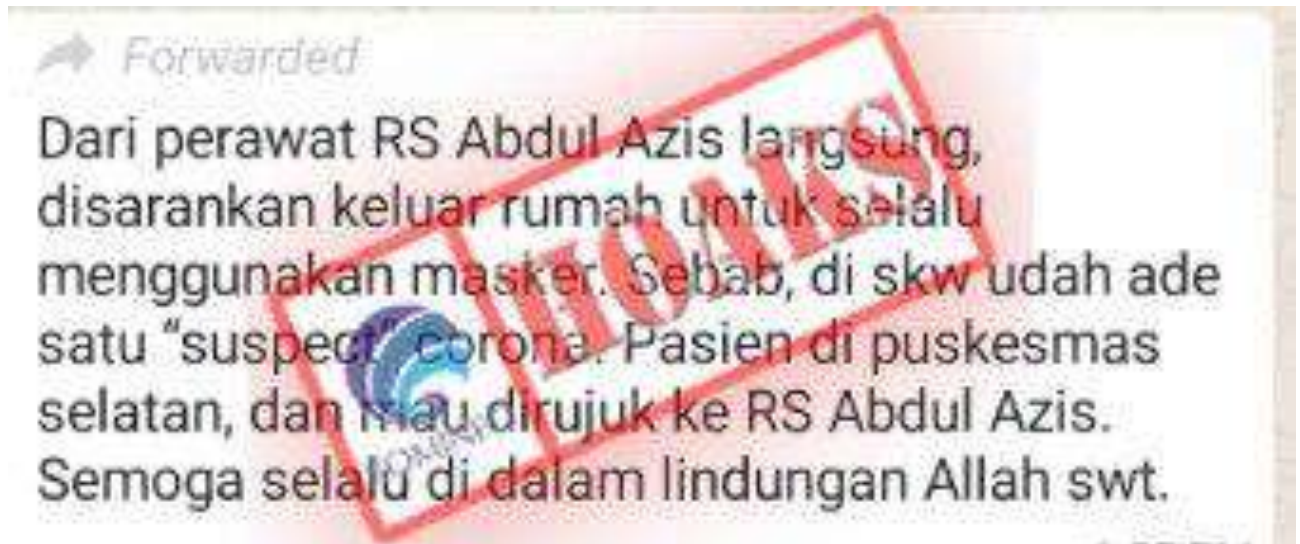 Forwarded
Dari perawat RS Abdul Azis langsung,
disarankan keluar rumah untuk selalu
menggunakan masker. Sebab, di skw udah ade
satu “suspect” corona. Pasien di puskesmas
selatan, dan mau dirujuk ke RS Abdul Azis.
Semoga selalu di dalam lindungan Allah swt.
HOAKS
KOMINFO